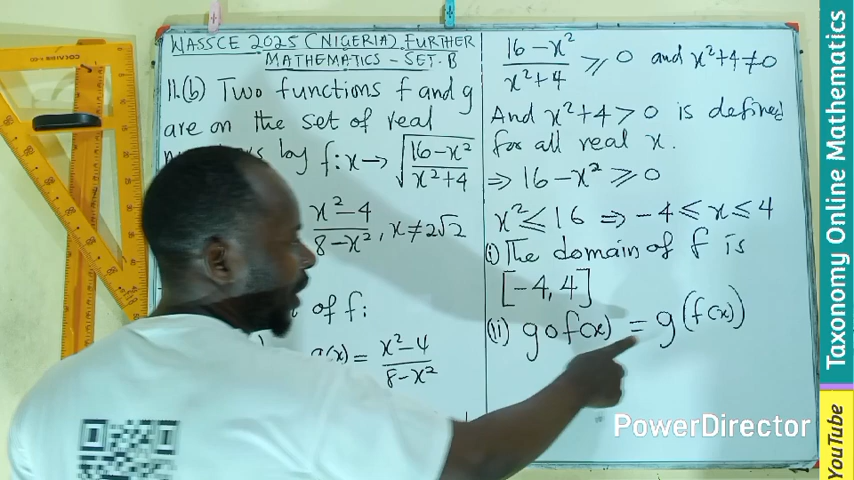 WASSCE 2025 (NIGERIA) FURTHER
MATHEMATICS - SET B
11.(b) Two functions f and g
are on the set of real
by f:x→ √((16-x²)/(x²+4))
(x²-4)/(8-x²), x≠2√2
of f:
= (x²-4)/(8-x²)
(16-x²)/(x²+4) ⩾ 0 and x²+4≠0
And x²+4>0 is defined
for all real x.
⇒ 16-x² ⩾ 0
x² ⩽ 16 ⇒ -4 ⩽ x ⩽ 4
(i) The domain of f is
[-4, 4]
(ii) g o f(x) = g(f(x))
PowerDirector
Taxonomy Online Mathematics
YouTube